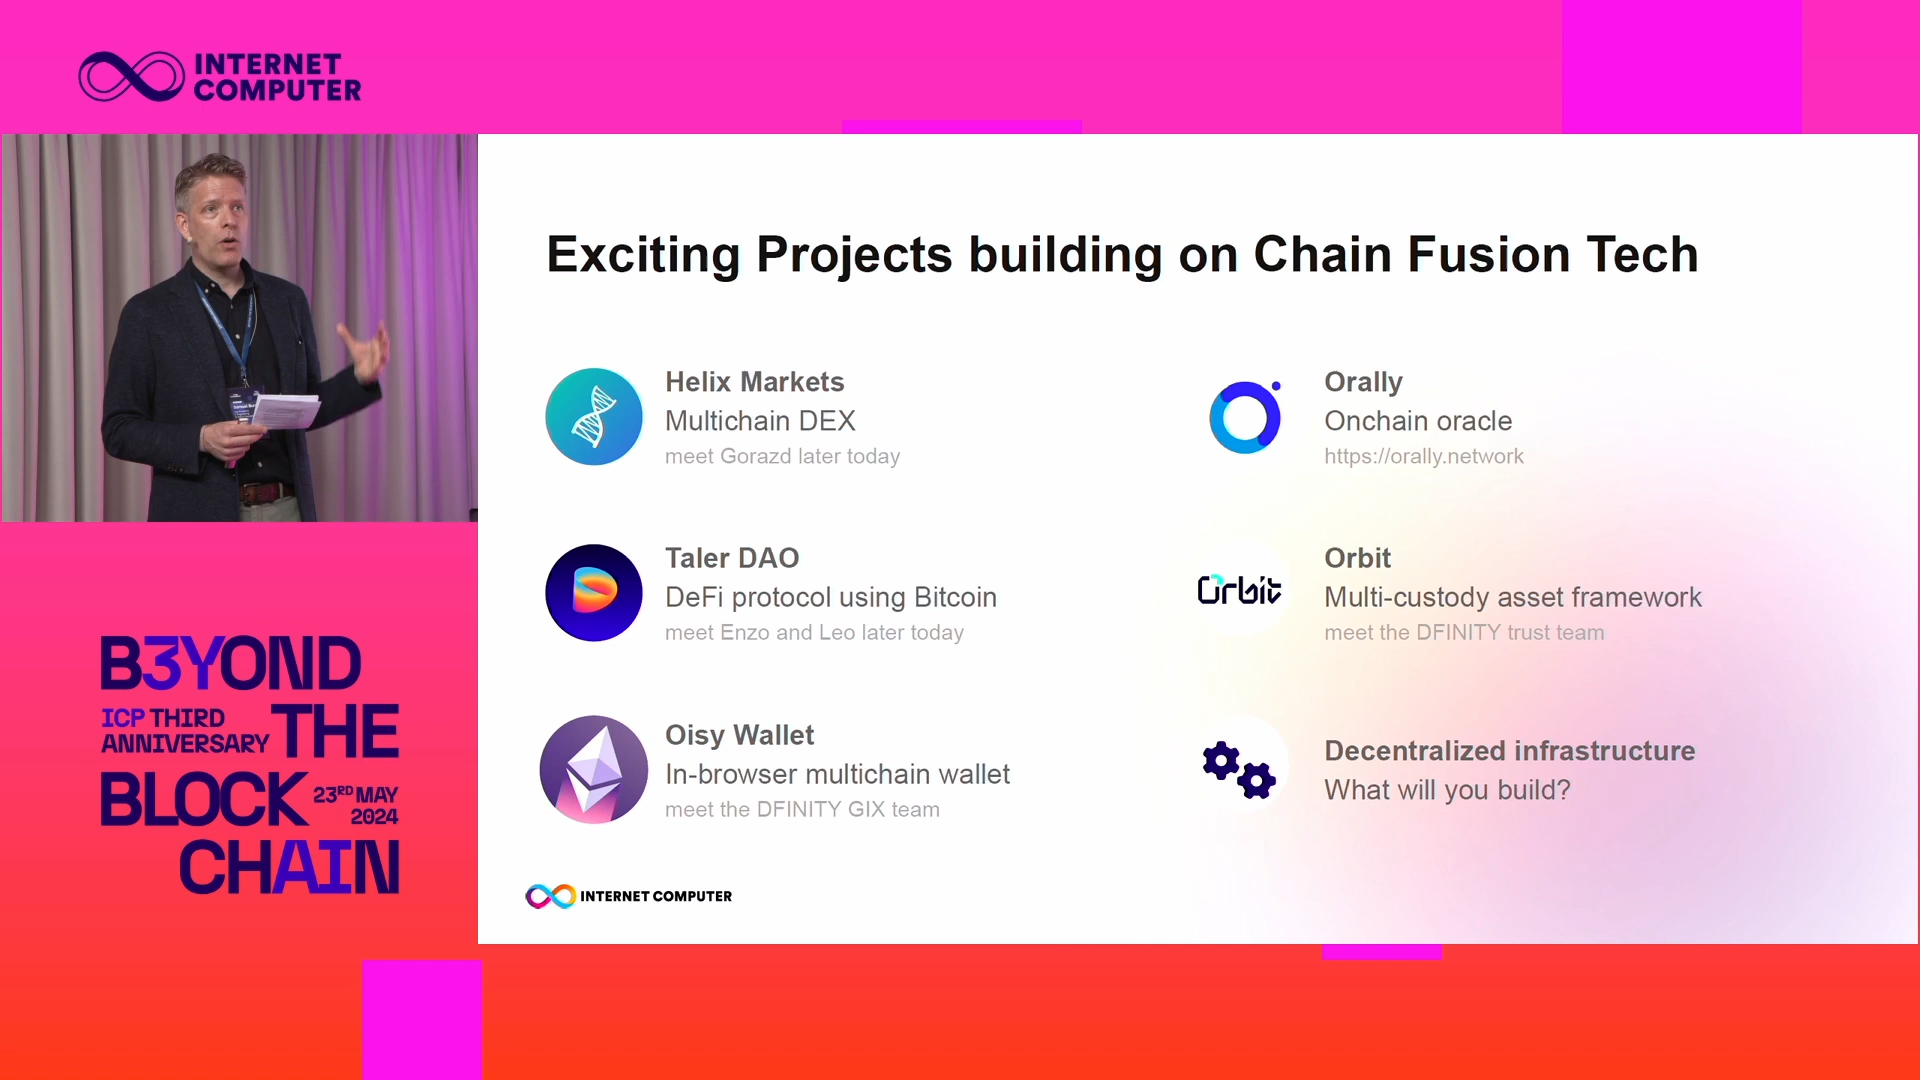 INTERNET
COMPUTER
Exciting Projects building on Chain Fusion Tech
Helix Markets
Multichain DEX
meet Gorazd later today
Taler DAO
DeFi protocol using Bitcoin
meet Enzo and Leo later today
Oisy Wallet
In-browser multichain wallet
meet the DFINITY GIX team
Orally
Onchain oracle
https://orally.network
Orbit
Orbit
Multi-custody asset framework
meet the DFINITY trust team
Decentralized infrastructure
What will you build?
INTERNET COMPUTER
B3YOND
ICP THIRD
ANNIVERSARY THE
BLOCK 23RD MAY
2024
CHAIN